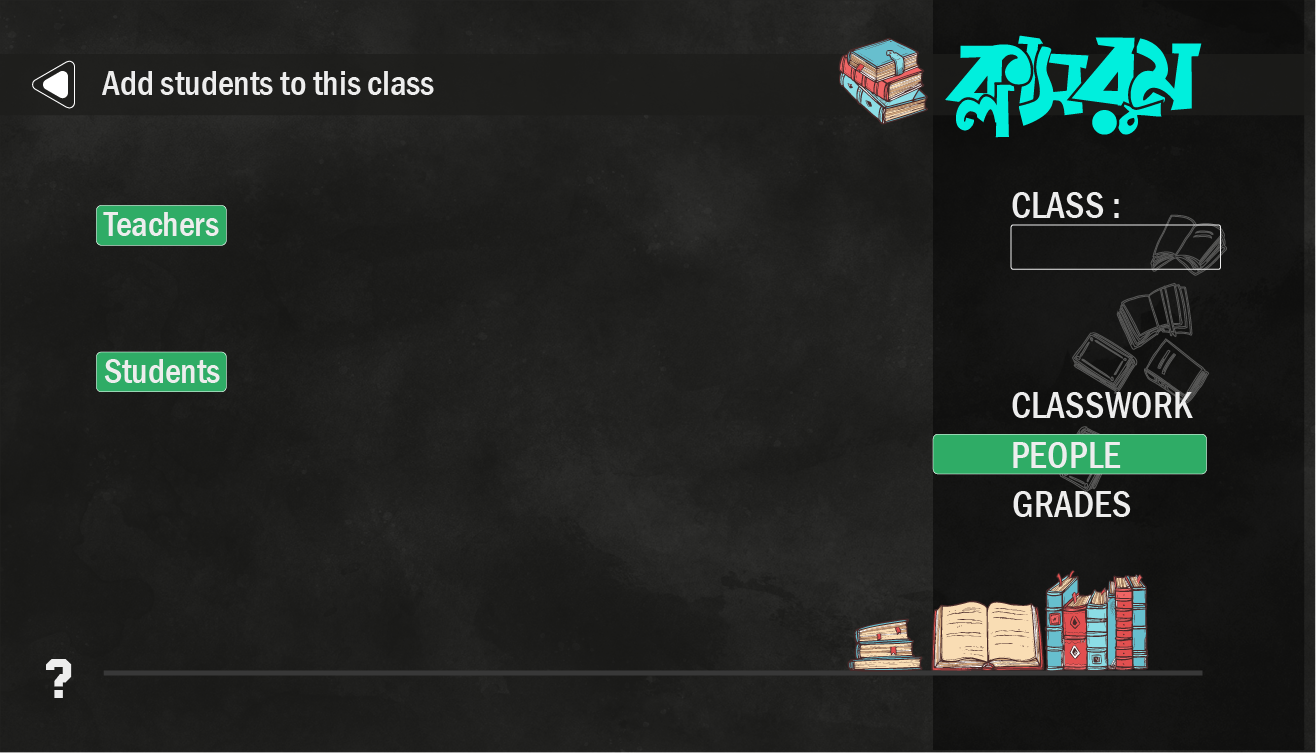 Add students to this class
ক্লাসরুম
Teachers
Students
CLASS :
CLASSWORK
PEOPLE
GRADES
?